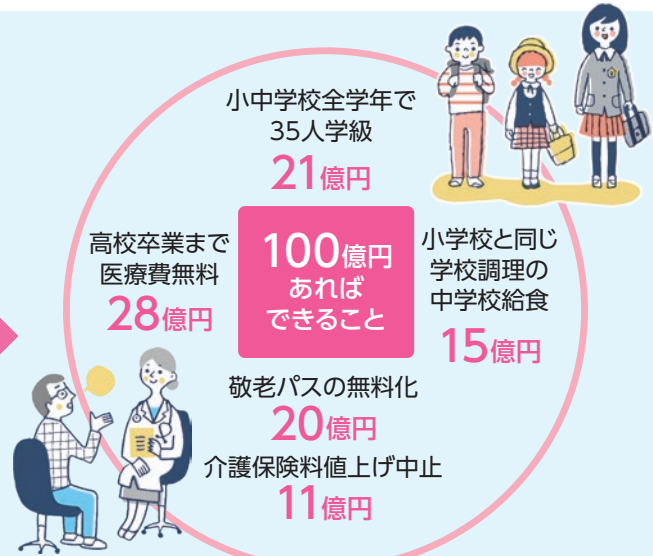 小中学校全学年で
35人学級
21億円
高校卒業まで
医療費無料
28億円
100億円
あれば
できること
小学校と同じ
学校調理の
中学校給食
15億円
敬老パスの無料化
20億円
介護保険料値上げ中止
11億円